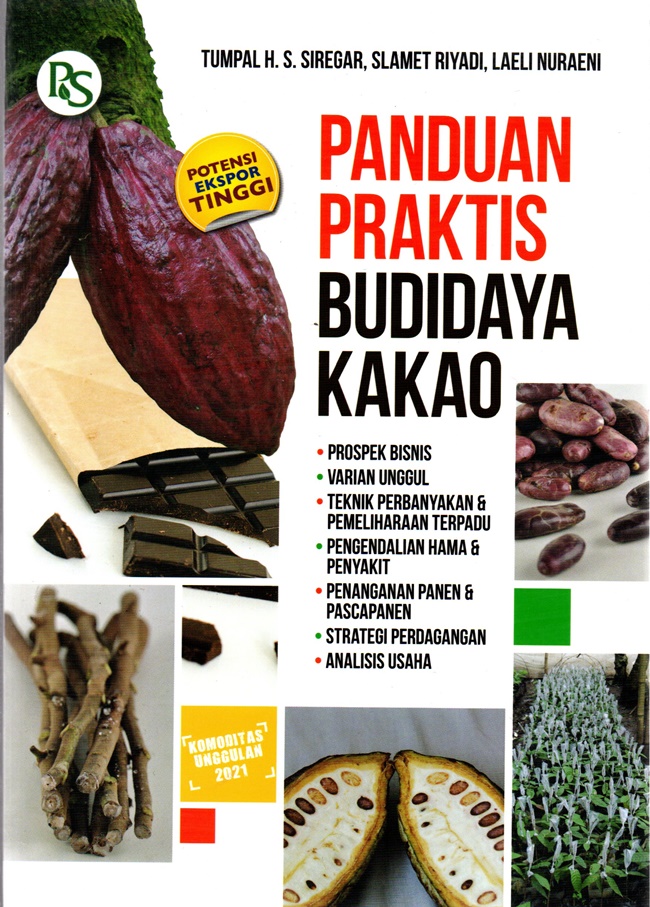 PS
TUMPAL H. S. SIREGAR, SLAMET RIYADI, LAELI NURAENI
POTENSI
EKSPOR
TINGGI
PANDUAN
PRAKTIS
BUDIDAYA
KAKAO
• PROSPEK BISNIS
• VARIAN UNGGUL
• TEKNIK PERBANYAKAN &
PEMELIHARAAN TERPADU
• PENGENDALIAN HAMA &
PENYAKIT
• PENANGANAN PANEN &
PASCAPANEN
• STRATEGI PERDAGANGAN
• ANALISIS USAHA
KOMODITAS
UNGGULAN
2021